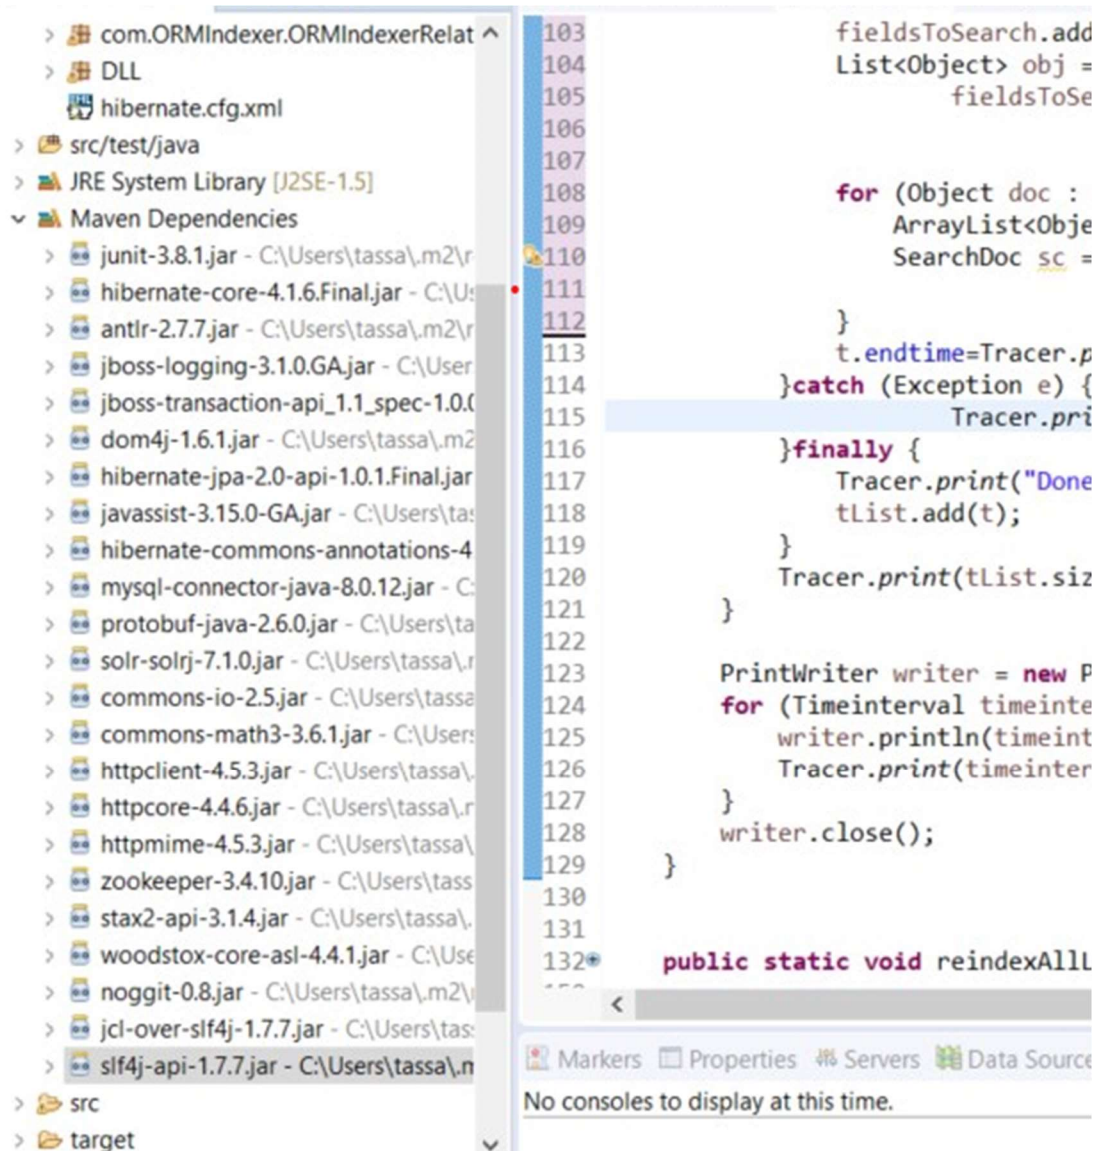 com.ORMIndexer.ORMIndexerRelat
DLL
hibernate.cfg.xml
src/test/java
JRE System Library [J2SE-1.5]
Maven Dependencies
junit-3.8.1.jar - C:\Users\tassa\.m2\r
hibernate-core-4.1.6.Final.jar - C:\Us
antlr-2.7.7.jar - C:\Users\tassa\.m2\r
jboss-logging-3.1.0.GA.jar - C:\User
jboss-transaction-api_1.1_spec-1.0.0
dom4j-1.6.1.jar - C:\Users\tassa\.m2
hibernate-jpa-2.0-api-1.0.1.Final.jar
javassist-3.15.0-GA.jar - C:\Users\tas
hibernate-commons-annotations-4
mysql-connector-java-8.0.12.jar - C:
protobuf-java-2.6.0.jar - C:\Users\ta
solr-solrj-7.1.0.jar - C:\Users\tassa\.r
commons-io-2.5.jar - C:\Users\tassa
commons-math3-3.6.1.jar - C:\Users
httpclient-4.5.3.jar - C:\Users\tassa\.
httpcore-4.4.6.jar - C:\Users\tassa\.r
httpmime-4.5.3.jar - C:\Users\tassa\
zookeeper-3.4.10.jar - C:\Users\tass
stax2-api-3.1.4.jar - C:\Users\tassa\.
woodstox-core-asl-4.4.1.jar - C:\Use
noggit-0.8.jar - C:\Users\tassa\.m2\
jcl-over-slf4j-1.7.7.jar - C:\Users\tas
slf4j-api-1.7.7.jar - C:\Users\tassa\.m
src
target
103 fieldsToSearch.add
104 List<Object> obj =
105 fieldsToSe
106
107
108 for (Object doc :
109 ArrayList<Obje
110 SearchDoc sc =
111
112 }
113 t.endtime=Tracer.p
114 }catch (Exception e) {
115 Tracer.pri
116 }finally {
117 Tracer.print("Done
118 tList.add(t);
119 }
120 Tracer.print(tList.siz
121 }
122
123 PrintWriter writer = new P
124 for (Timeinterval timeinte
125 writer.println(timeint
126 Tracer.print(timeinter
127 }
128 writer.close();
129 }
130
131
132 public static void reindexAllL
Markers Properties Servers Data Source
No consoles to display at this time.